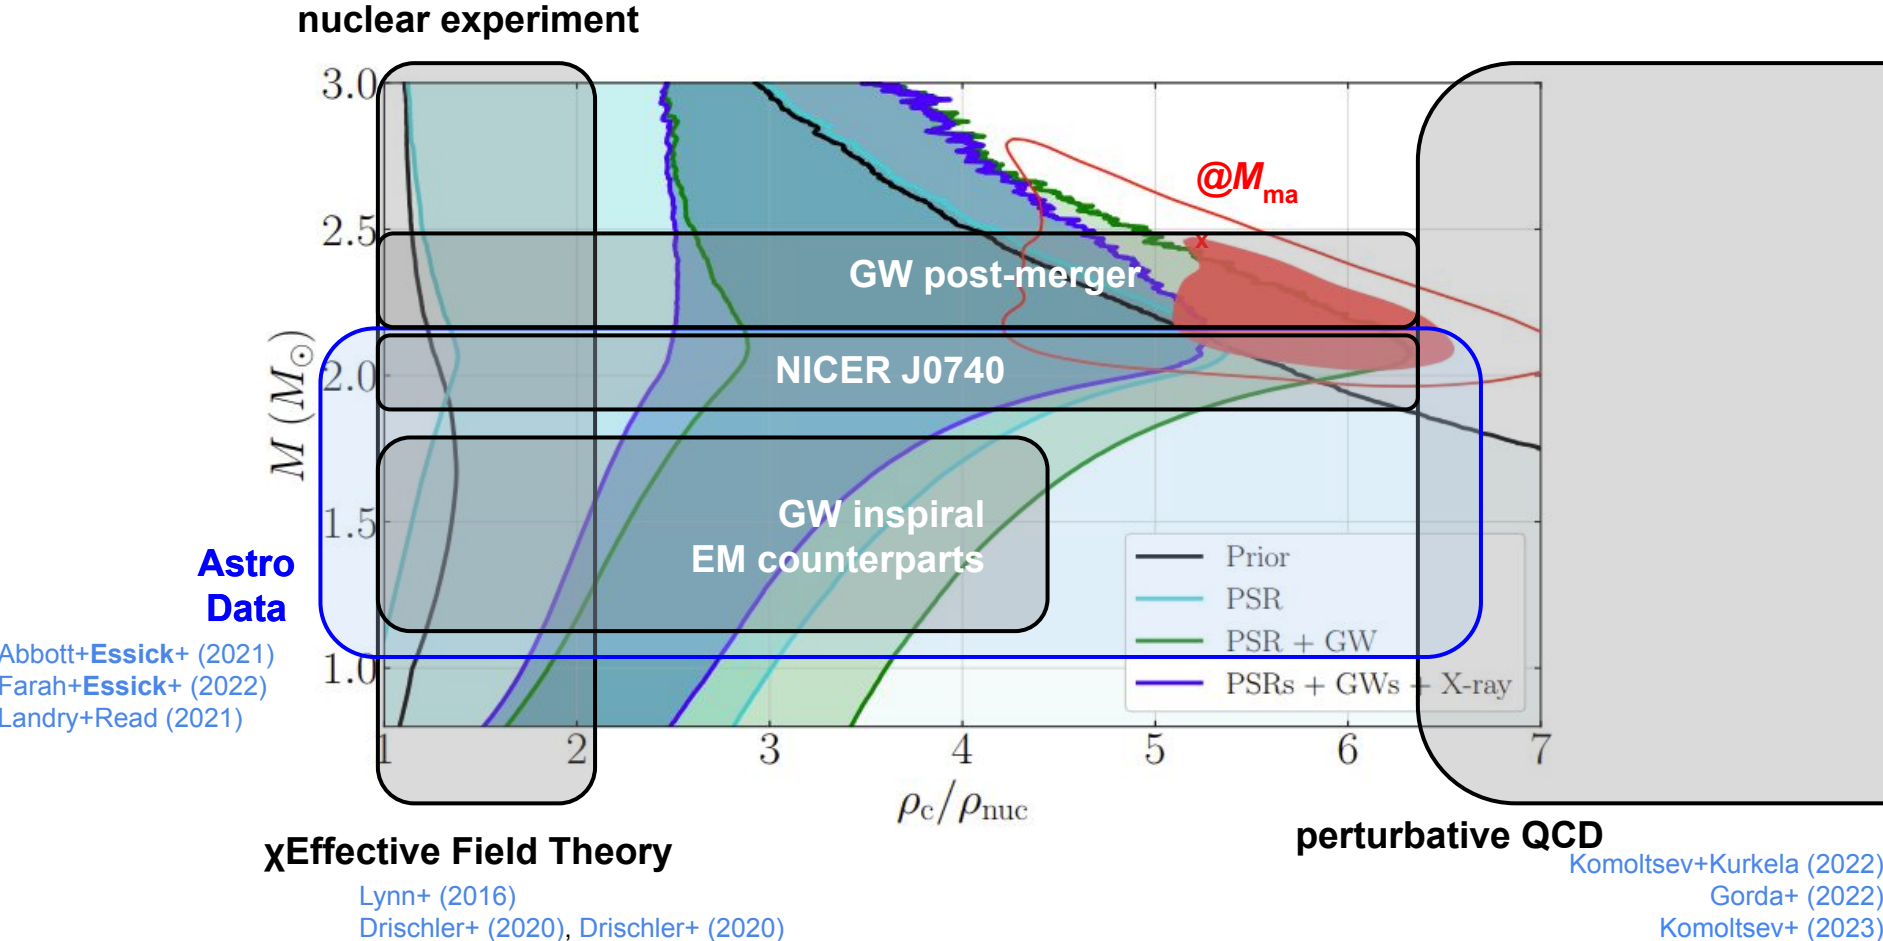 nuclear experiment
3.0
2.5
2.0
1.5
1.0
M (M☉)
@Mma
x
GW post-merger
NICER J0740
GW inspiral
EM counterparts
Astro
Data
Abbott+Essick+ (2021)
Farah+Essick+ (2022)
Landry+Read (2021)
Prior
PSR
PSR + GW
PSRs + GWs + X-ray
1 2 3 4 5 6 7
ρc/ρnuc
χEffective Field Theory
Lynn+ (2016)
Drischler+ (2020), Drischler+ (2020)
perturbative QCD
Komoltsev+Kurkela (2022)
Gorda+ (2022)
Komoltsev+ (2023)